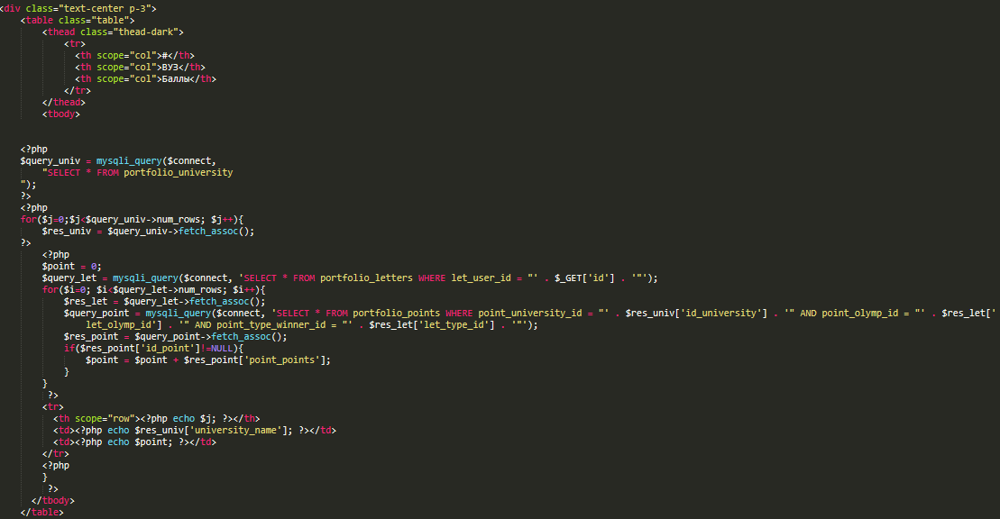 <div class="text-center p-3">
<table class="table">
<thead class="thead-dark">
<tr>
<th scope="col">#</th>
<th scope="col">ВУЗ</th>
<th scope="col">Баллы</th>
</tr>
</thead>
<tbody>
<?php
$query_univ = mysqli_query($connect,
"SELECT * FROM portfolio_university
");
?>
<?php
for($j=0;$j<$query_univ->num_rows; $j++){
$res_univ = $query_univ->fetch_assoc();
?>
<?php
$point = 0;
$query_let = mysqli_query($connect, 'SELECT * FROM portfolio_letters WHERE let_user_id = "' . $_GET['id'] . '"');
for($i=0; $i<$query_let->num_rows; $i++){
$res_let = $query_let->fetch_assoc();
$query_point = mysqli_query($connect, 'SELECT * FROM portfolio_points WHERE point_university_id = "' . $res_univ['id_university'] . '" AND point_olymp_id = "' . $res_let['
let_olymp_id'] . '" AND point_type_winner_id = "' . $res_let['let_type_id'] . '"');
$res_point = $query_point->fetch_assoc();
if($res_point['id_point']!=NULL){
$point = $point + $res_point['point_points'];
}
}
?>
<tr>
<th scope="row"><?php echo $j; ?></th>
<td><?php echo $res_univ['university_name']; ?></td>
<td><?php echo $point; ?></td>
</tr>
<?php
}
?>
</tbody>
</table>